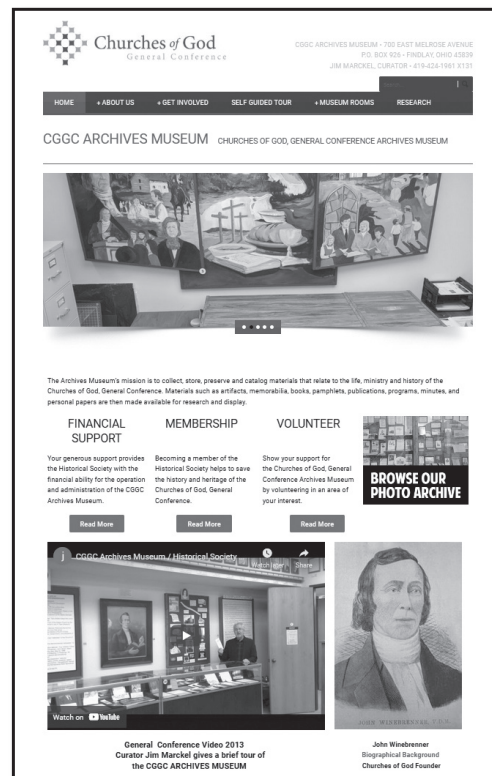 Churches of God
General Conference
CGGC ARCHIVES MUSEUM • 700 EAST MELROSE AVENUE
P.O. BOX 926 • FINDLAY, OHIO 45839
JIM MARCKEL, CURATOR • 419-424-1961 X131
HOME + ABOUT US + GET INVOLVED SELF GUIDED TOUR + MUSEUM ROOMS RESEARCH
CGGC ARCHIVES MUSEUM CHURCHES OF GOD, GENERAL CONFERENCE ARCHIVES MUSEUM
The Archives Museum's mission is to collect, store, preserve and catalog materials that relate to the life, ministry and history of the
Churches of God, General Conference. Materials such as artifacts, memorabilia, books, pamphlets, publications, programs, minutes, and
personal papers are then made available for research and display.
FINANCIAL
SUPPORT
Your generous support provides
the Historical Society with the
financial ability for the operation
and administration of the CGGC
Archives Museum.
Read More
MEMBERSHIP
Becoming a member of the
Historical Society helps to save
the history and heritage of the
Churches of God, General
Conference.
Read More
VOLUNTEER
Show your support for
the Churches of God, General
Conference Archives Museum
by volunteering in an area of
your interest.
Read More
BROWSE OUR
PHOTO ARCHIVE
j CGGC Archives Museum / Historical Society
Watch later Share
Watch on YouTube
General Conference Video 2013
Curator Jim Marckel gives a brief tour of
the CGGC ARCHIVES MUSEUM
JOHN WINEBRENNER, V.D.M.
John Winebrenner
Biographical Background
Churches of God Founder